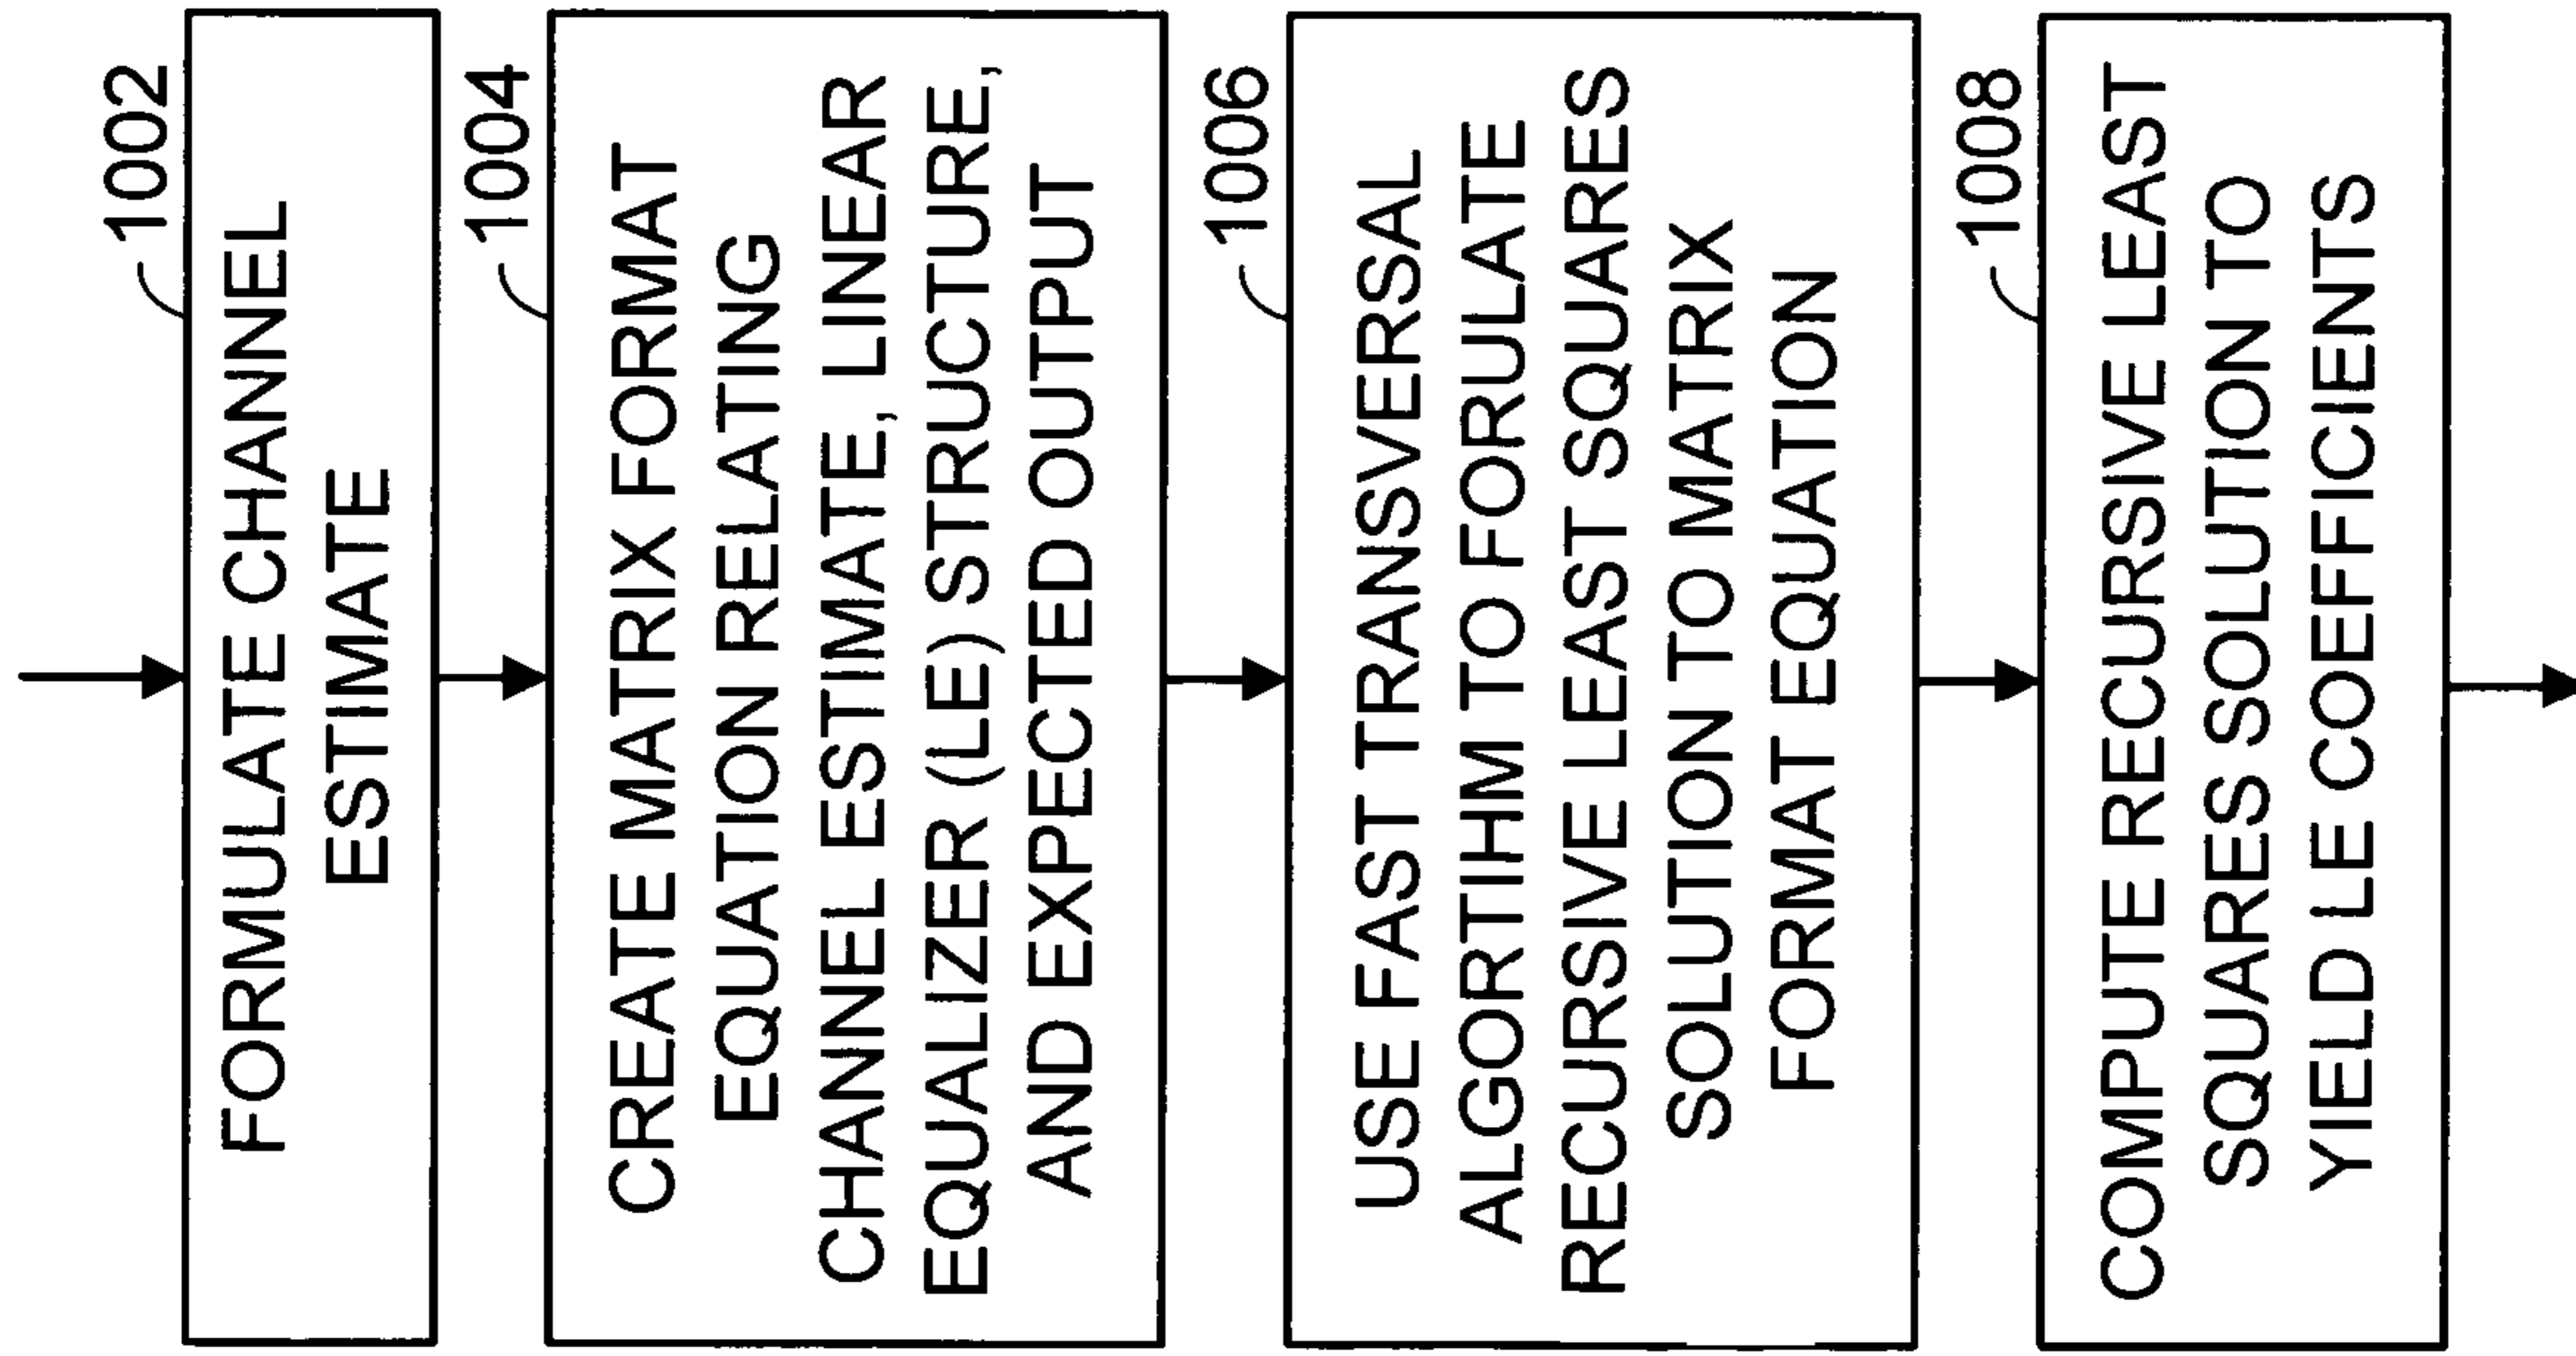 1002
FORMULATE CHANNEL
ESTIMATE
1004
CREATE MATRIX FORMAT
EQUATION RELATING
CHANNEL ESTIMATE, LINEAR
EQUALIZER (LE) STRUCTURE,
AND EXPECTED OUTPUT
1006
USE FAST TRANSVERSAL
ALGORTIHM TO FORULATE
RECURSIVE LEAST SQUARES
SOLUTION TO MATRIX
FORMAT EQUATION
1008
COMPUTE RECURSIVE LEAST
SQUARES SOLUTION TO
YIELD LE COEFFICIENTS